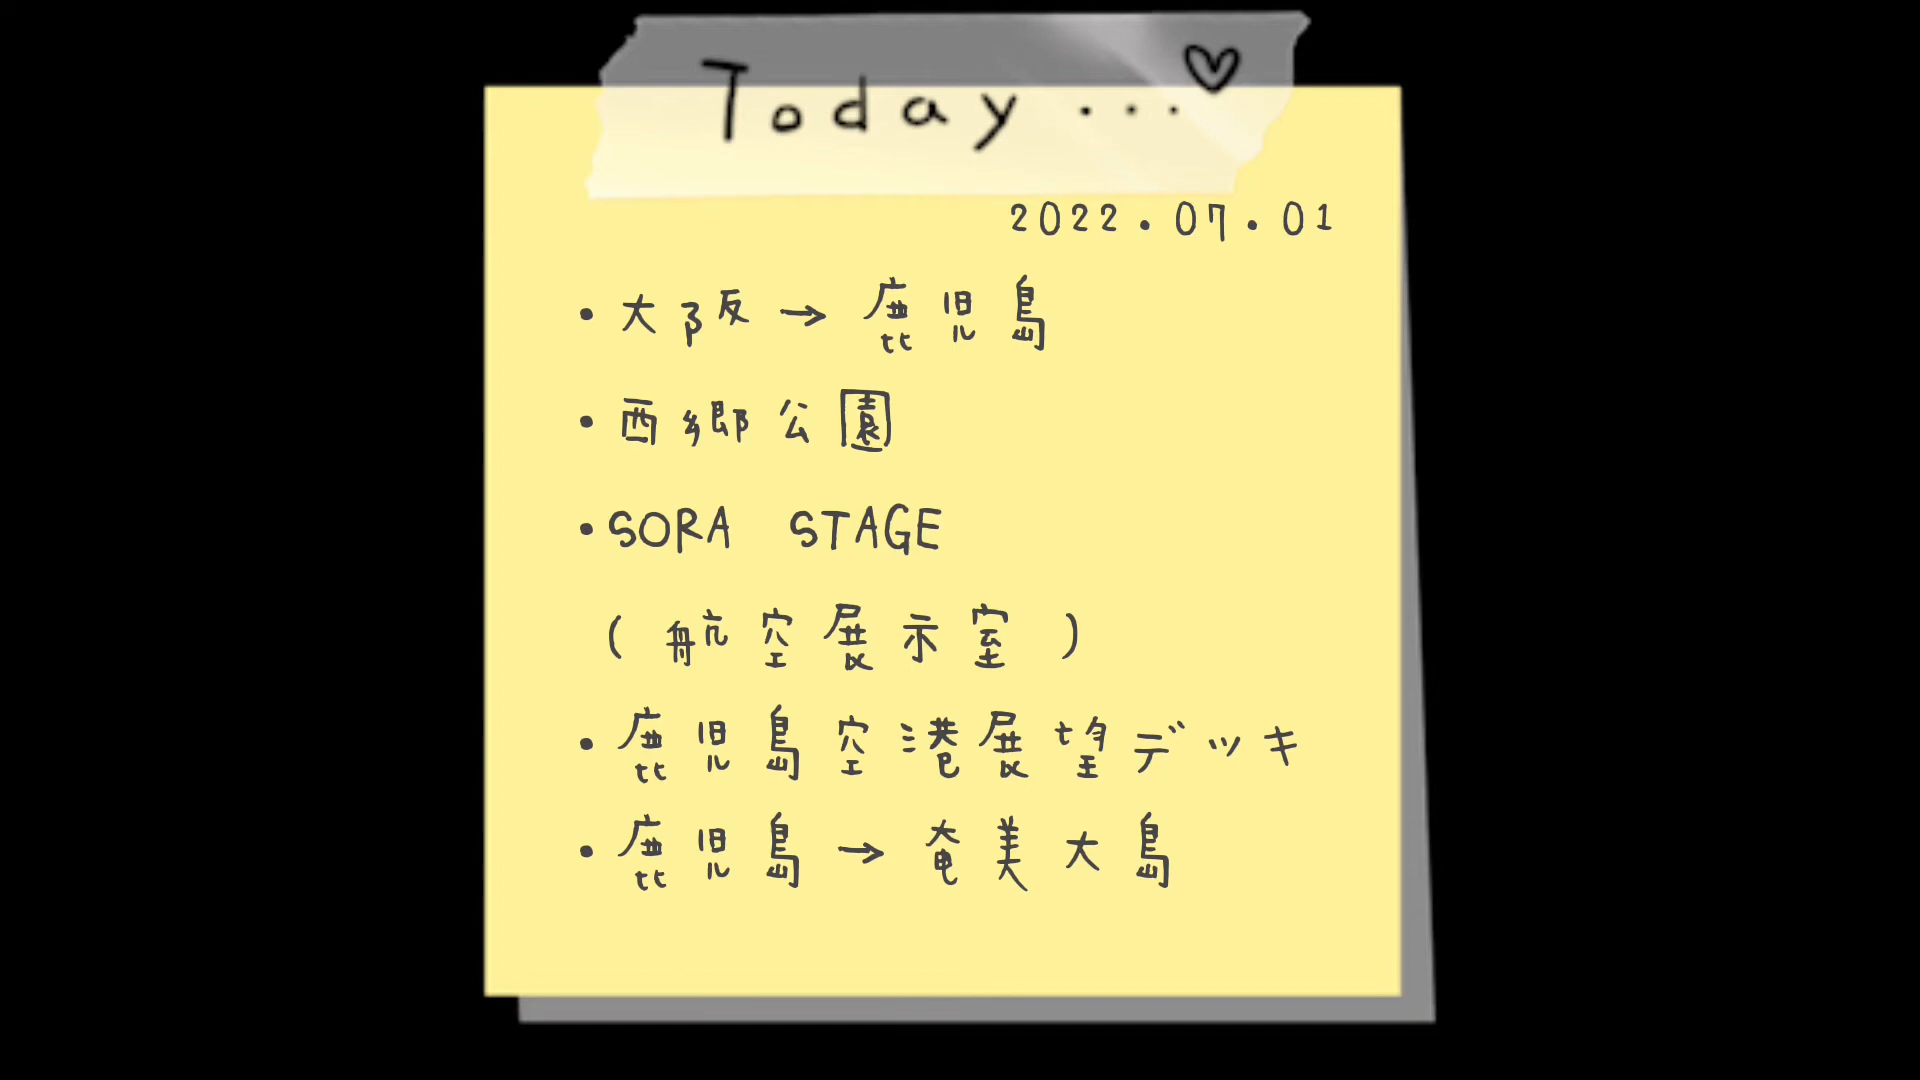 Today...♡
2022.07.01
・大阪→鹿児島
・西郷公園
・SORA STAGE
(航空展示室)
・鹿児島空港展望デッキ
・鹿児島→奄美大島